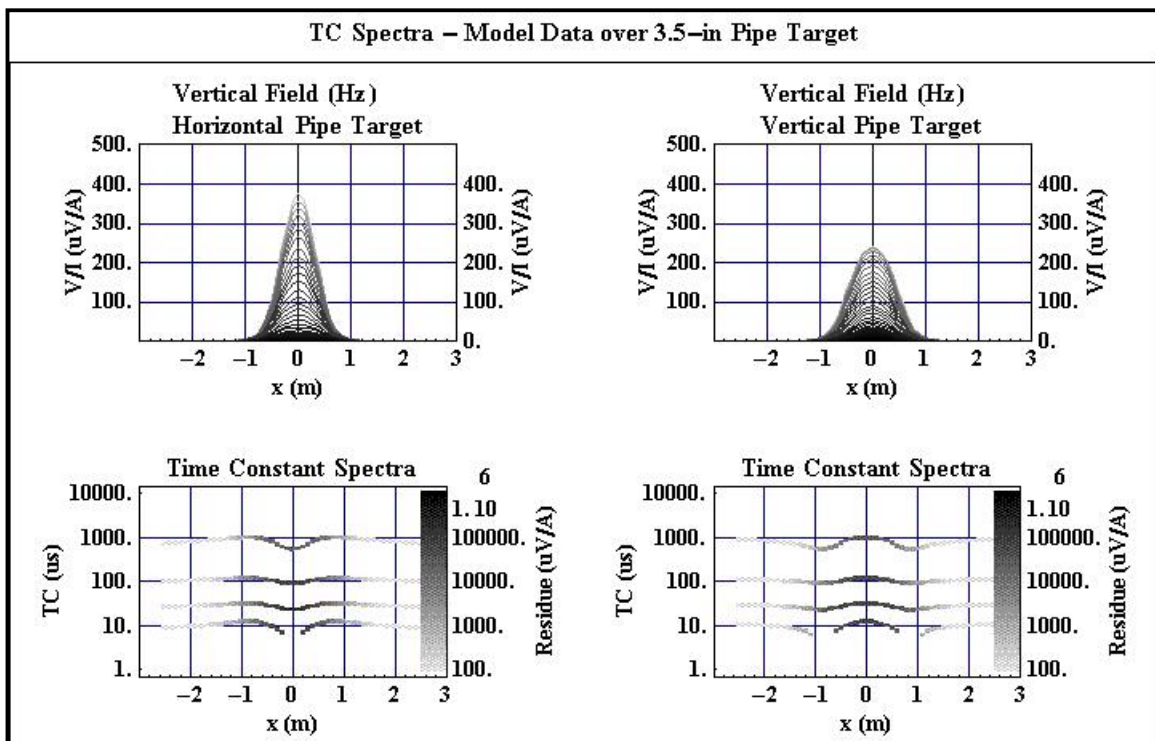 TC Spectra – Model Data over 3.5–in Pipe Target
Vertical Field (Hz)
Horizontal Pipe Target
500.
400.
300.
200.
100.
V/I (uV/A)
400.
300.
200.
100.
0.
V/I (uV/A)
−2 −1 0 1 2 3
x (m)
Vertical Field (Hz)
Vertical Pipe Target
500.
400.
300.
200.
100.
V/I (uV/A)
400.
300.
200.
100.
0.
V/I (uV/A)
−2 −1 0 1 2 3
x (m)
Time Constant Spectra
10000.
1000.
100.
10.
1.
TC (us)
−2 −1 0 1 2 3
x (m)
6
1.10
100000.
10000.
1000.
100.
Residue (uV/A)
Time Constant Spectra
10000.
1000.
100.
10.
1.
TC (us)
−2 −1 0 1 2 3
x (m)
6
1.10
100000.
10000.
1000.
100.
Residue (uV/A)